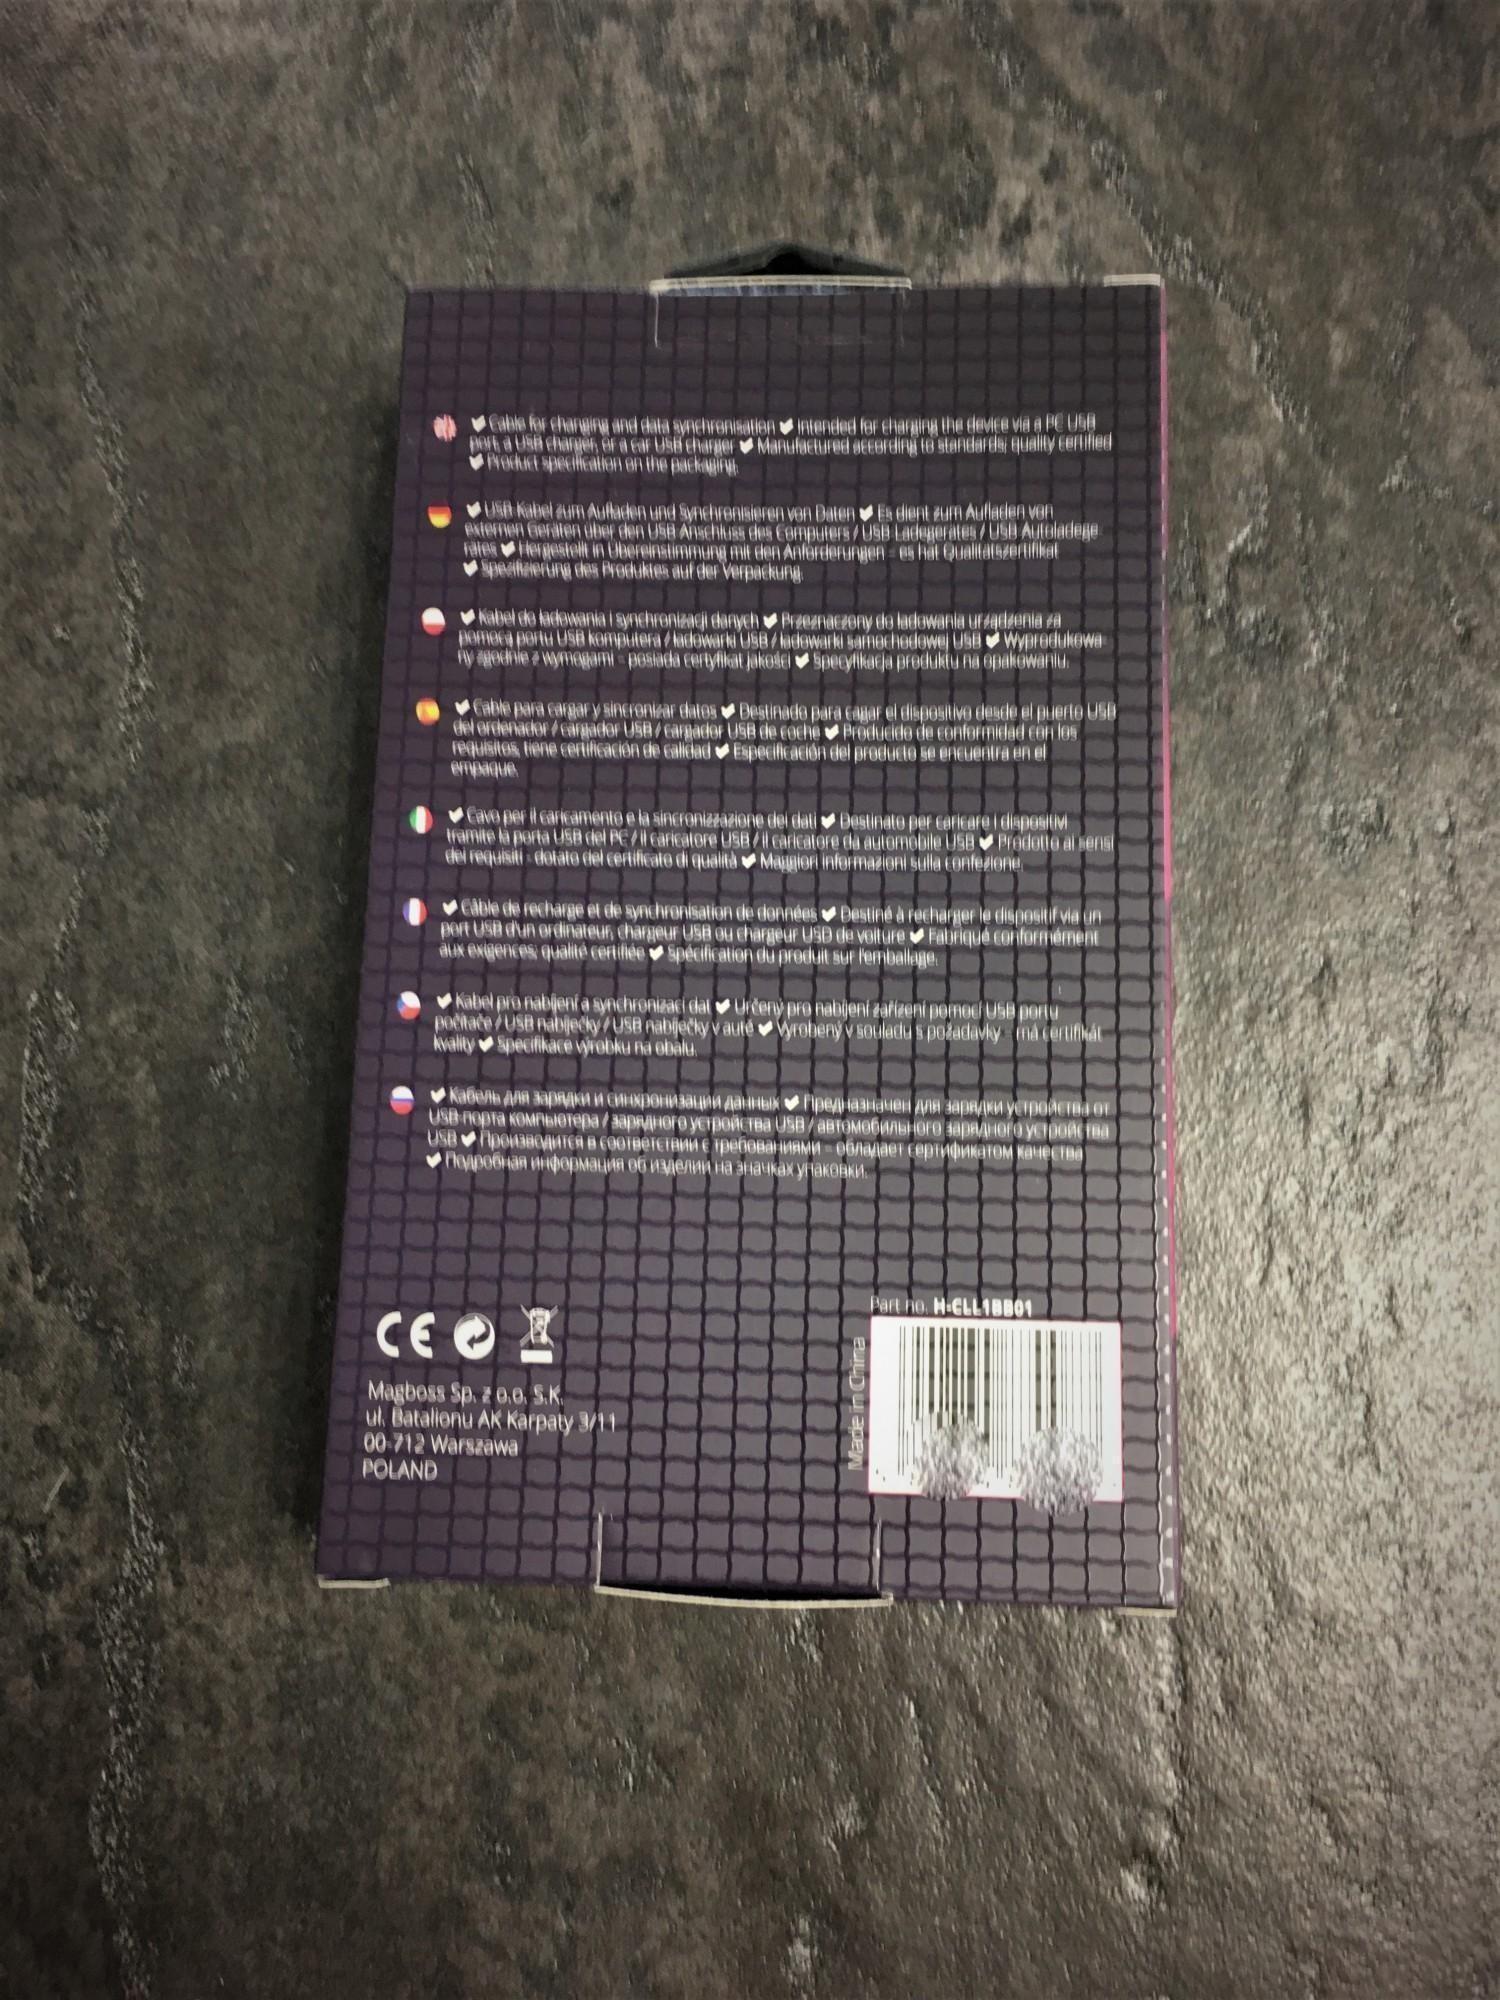 ✔ Cable for changing and data synchronisation ✔ Intended for charging the device via a PC USB
port, a USB charger, or a car USB charger ✔ Manufactured according to standards; quality certified
✔ Product specification on the packaging.
✔ USB-Kabel zum Aufladen und Synchronisieren von Daten ✔ Es dient zum Aufladen von
externen Geräten über den USB Anschluss des Computers / USB Ladegerätes / USB Autoladege
rätes ✔ Hergestellt in Übereinstimmung mit den Anforderungen - es hat Qualitätszertifikat
✔ Spezifizierung des Produktes auf der Verpackung.
✔ Kabel do ładowania i synchronizacji danych ✔ Przeznaczony do ładowania urządzenia za
pomocą portu USB komputera / ładowarki USB / ładowarki samochodowej USB ✔ Wyprodukowa
ny zgodnie z wymogami - posiada certyfikat jakości ✔ Specyfikacja produktu na opakowaniu.
✔ Cable para cargar y sincronizar datos ✔ Destinado para cagar el dispositivo desde el puerto USB
del ordenador / cargador USB / cargador USB de coche ✔ Producido de conformidad con los
requisitos, tiene certificación de calidad ✔ Especificación del producto se encuentra en el
empaque.
✔ Cavo per il caricamento e la sincronizzazione dei dati ✔ Destinato per caricare i dispositivi
tramite la porta USB del PC / il caricatore USB / il caricatore da automobile USB ✔ Prodotto ai sensi
dei requisiti - dotato del certificato di qualità ✔ Maggiori informazioni sulla confezione.
✔ Câble de recharge et de synchronisation de données ✔ Destiné à recharger le dispositif via un
port USB d'un ordinateur, chargeur USB ou chargeur USB de voiture ✔ Fabriqué conformément
aux exigences; qualité certifiée ✔ Spécification du produit sur l'emballage.
✔ Kabel pro nabíjení a synchronizaci dat ✔ Určený pro nabíjení zařízení pomocí USB portu
počítače / USB nabíječky / USB nabíječky v autě ✔ Vyrobený v souladu s požadavky - má certifikát
kvality ✔ Specifikace výrobku na obalu.
✔ Кабель для зарядки и синхронизации данных ✔ Предназначен для зарядки устройства от
USB-порта компьютера / зарядного устройства USB / автомобильного зарядного устройства
USB ✔ Производится в соответствии с требованиями - обладает сертификатом качества
✔ Подробная информация об изделии на значках упаковки.
Part no. H-CLL1BB01
Made in China
CE
Magboss Sp. z o.o. S.K.
ul. Batalionu AK Karpaty 3/11
00-712 Warszawa
POLAND